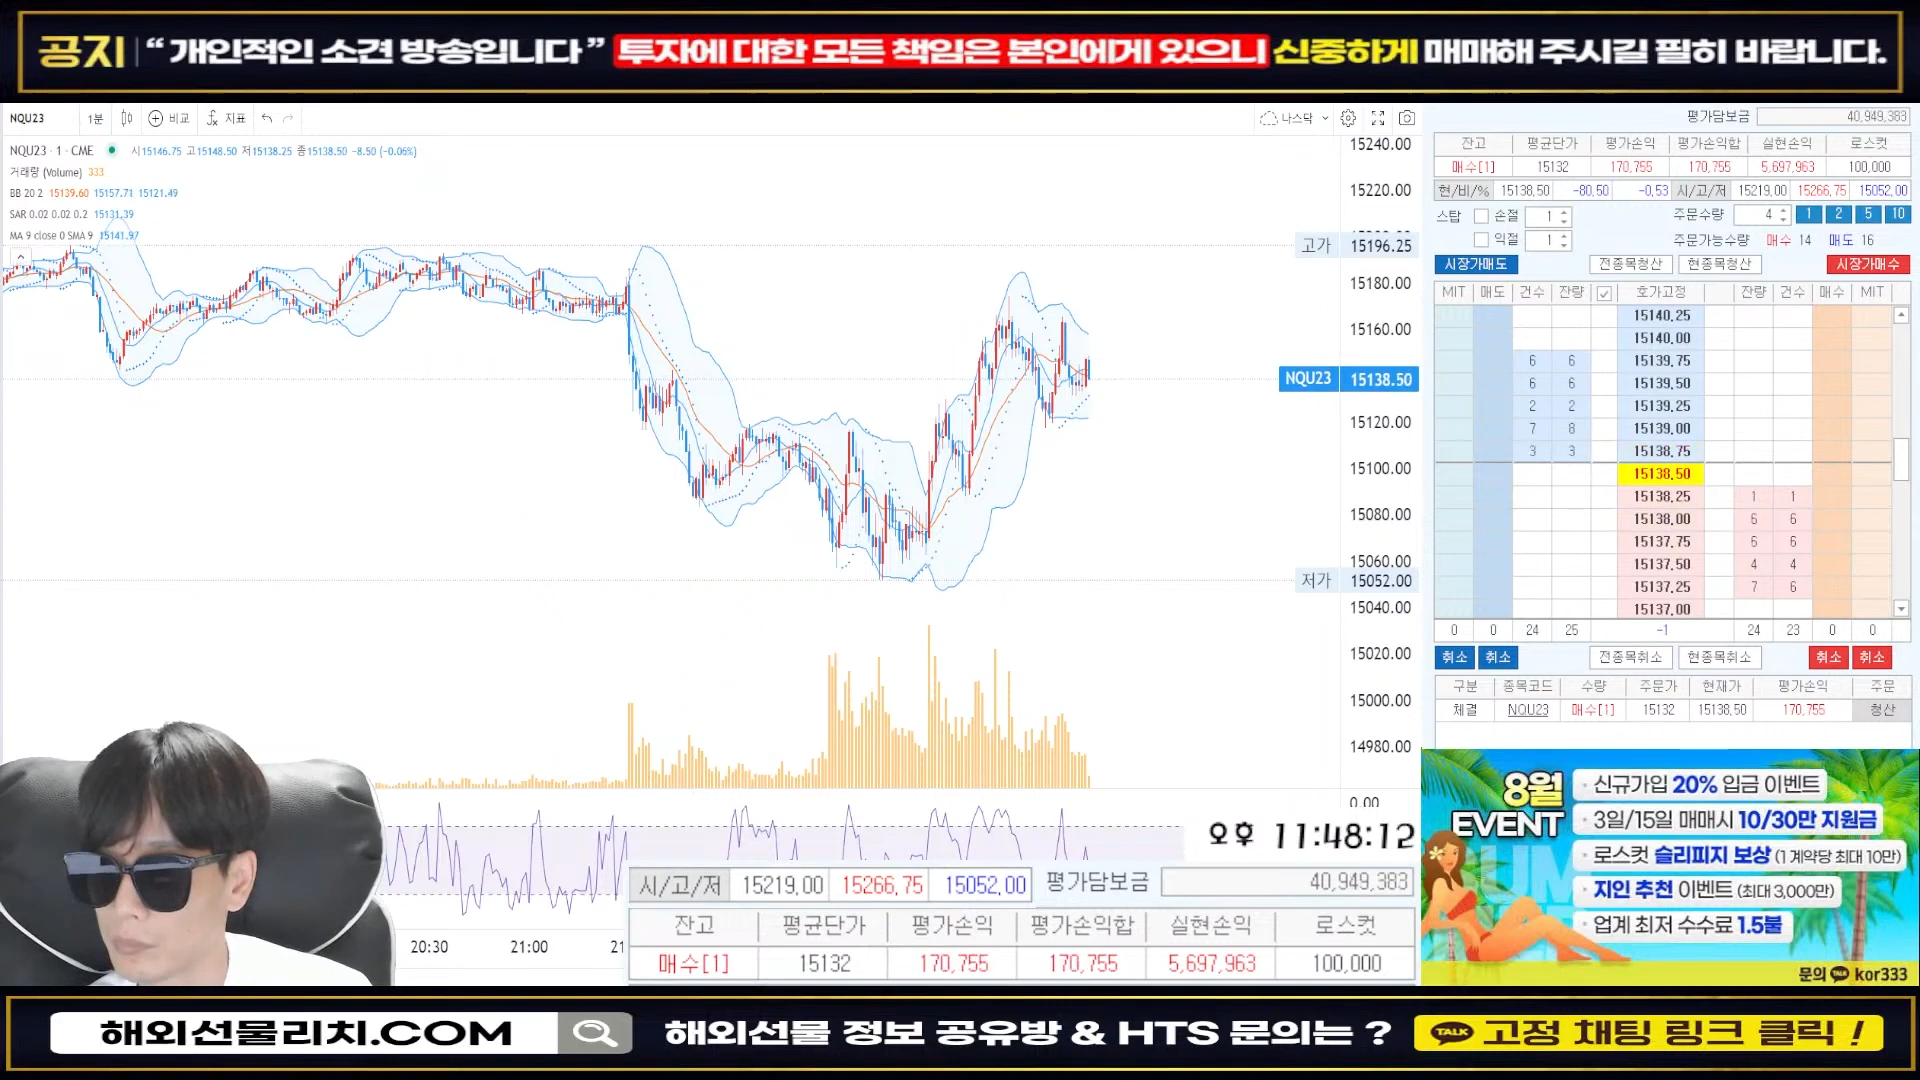 공지 “ 개인적인 소견 방송입니다 ” 투자에 대한 모든 책임은 본인에게 있으니 신중하게 매매해 주시길 필히 바랍니다.
NQU23 1분 비교 지표 나스닥
NQU23 · 1 · CME 시15146.75 고15148.50 저15138.25 종15138.50 -8.50 (-0.06%)
거래량 (Volume) 333
BB 20 2 15139.60 15157.71 15121.49
SAR 0.02 0.02 0.2 15131.39
MA 9 close 0 SMA 9 15141.97
15240.00
15220.00
고가 15196.25
15180.00
15160.00
NQU23 15138.50
15120.00
15100.00
15080.00
15060.00
저가 15052.00
15040.00
15020.00
15000.00
14980.00
0.00
오후 11:48:12
20:30 21:00 21
시/고/저 15219.00 15266.75 15052.00 평가담보금 40,949,383
잔고 평균단가 평가손익 평가손익합 실현손익 로스컷
매수[1] 15132 170,755 170,755 5,697,963 100,000
평가담보금 40,949,383
잔고 평균단가 평가손익 평가손익합 실현손익 로스컷
매수[1] 15132 170,755 170,755 5,697,963 100,000
현/비/% 15138.50 -80.50 -0.53 시/고/저 15219.00 15266.75 15052.00
스탑 손절 1 주문수량 4 1 2 5 10
익절 1 주문가능수량 매수 14 매도 16
시장가매도 전종목청산 현종목청산 시장가매수
MIT 매도 건수 잔량 호가고정 잔량 건수 매수 MIT
15140.25
15140.00
6 6 15139.75
6 6 15139.50
2 2 15139.25
7 8 15139.00
3 3 15138.75
15138.50
15138.25 1 1
15138.00 6 6
15137.75 6 6
15137.50 4 4
15137.25 7 6
15137.00
0 0 24 25 -1 24 23 0 0
취소 취소 전종목취소 현종목취소 취소 취소
구분 종목코드 수량 주문가 현재가 평가손익 주문
체결 NQU23 매수[1] 15132 15138.50 170,755 청산
8월 EVENT
· 신규가입 20% 입금 이벤트
· 3일/15일 매매시 10/30만 지원금
· 로스컷 슬리피지 보상 (1 계약당 최대 10만)
· 지인 추천 이벤트 (최대 3,000만)
· 업계 최저 수수료 1.5불
문의 TALK kor333
해외선물리치.COM 해외선물 정보 공유방 & HTS 문의는 ? TALK 고정 채팅 링크 클릭 !